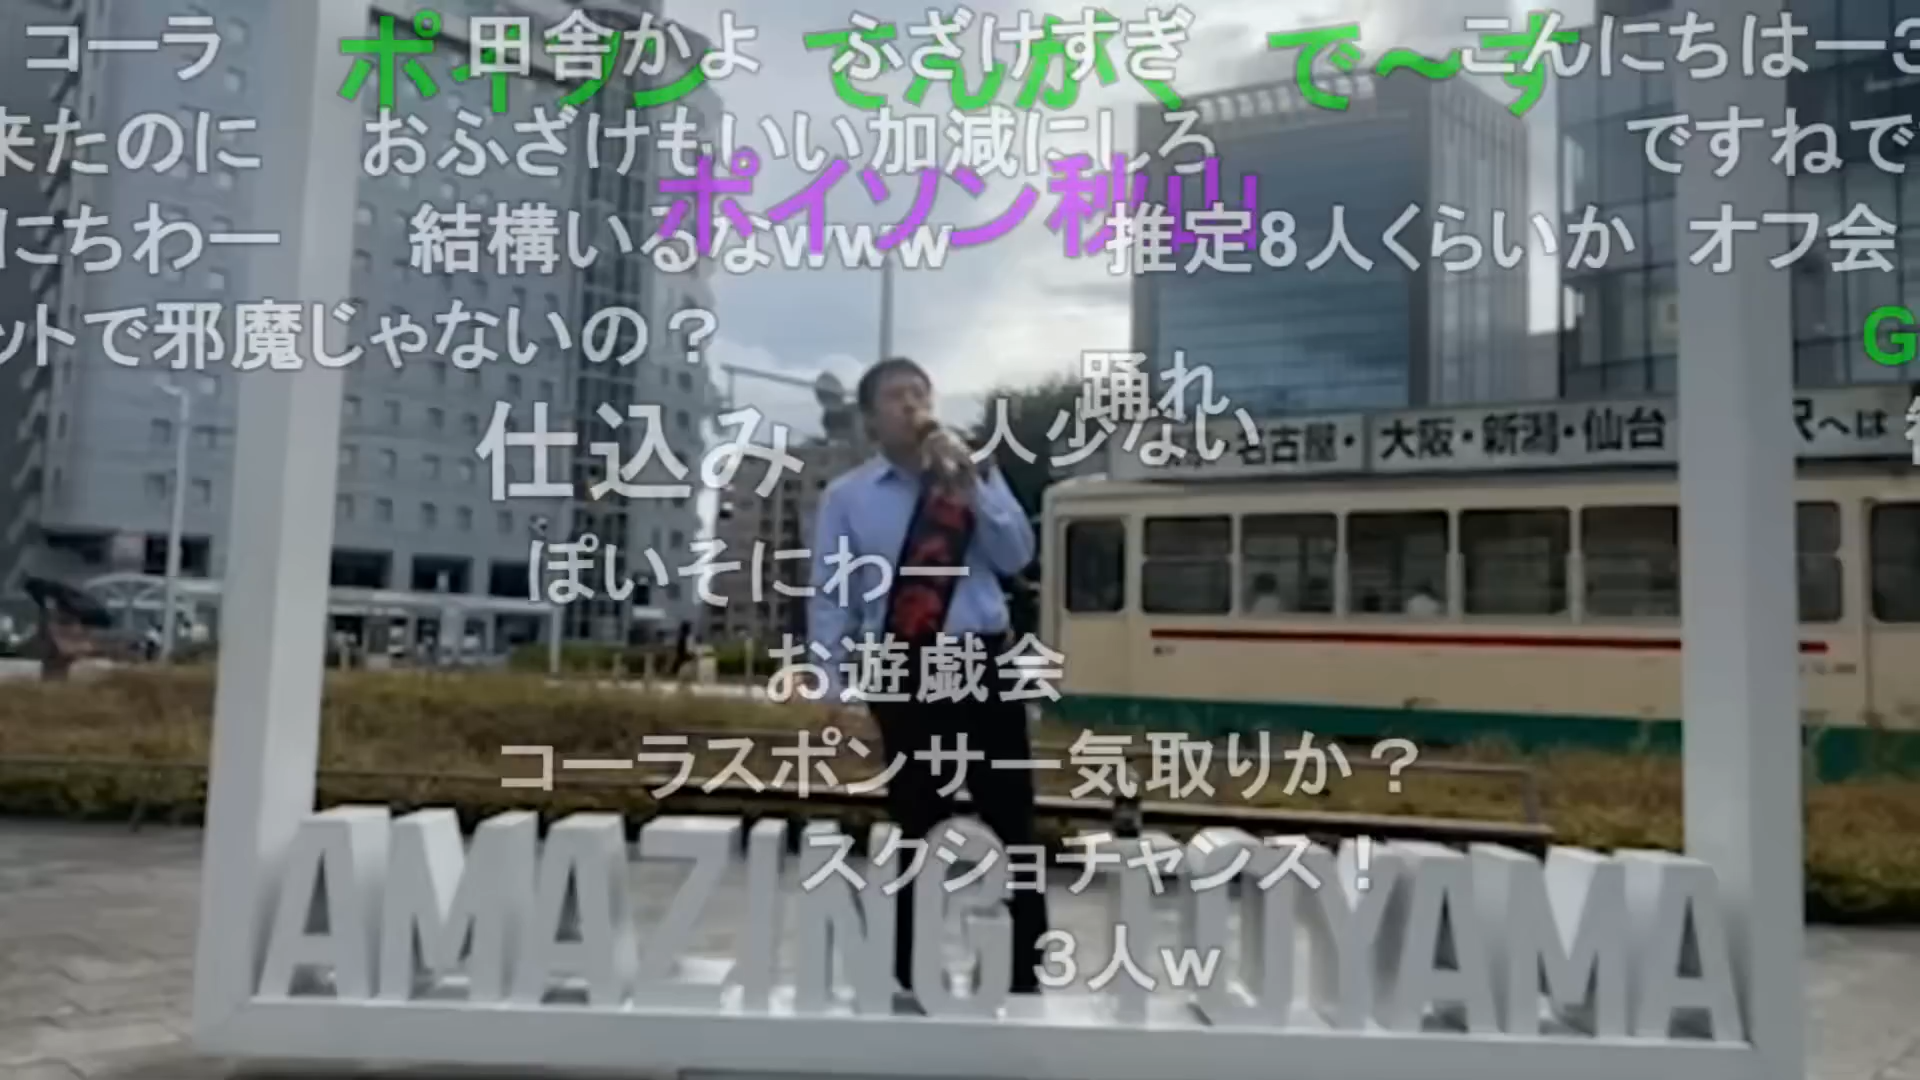 コーラ
ポイソン でんがく で～す
田舎かよ
ふざけすぎ
こんにちはー3
来たのに
おふざけもいい加減にしろ
ですねで
ポイソン秋山
にちわー
結構いるなwww
推定8人くらいか
オフ会
ットで邪魔じゃないの？
G
踊れ
仕込み
人少ない
名古屋・
大阪・新潟・仙台
沢へは
ぽいそにわー
お遊戯会
コーラスポンサー気取りか？
スクショチャンス！
AMAZING TOYAMA
３人ｗ